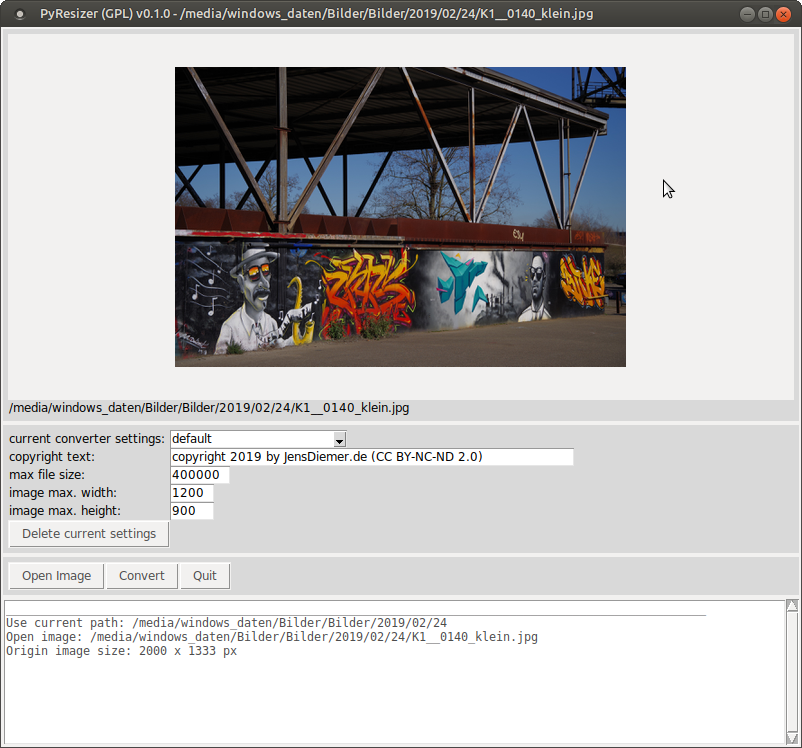 PyResizer (GPL) v0.1.0 - /media/windows_daten/Bilder/Bilder/2019/02/24/K1__0140_klein.jpg
/media/windows_daten/Bilder/Bilder/2019/02/24/K1__0140_klein.jpg
current converter settings: default
copyright text: copyright 2019 by JensDiemer.de (CC BY-NC-ND 2.0)
max file size: 400000
image max. width: 1200
image max. height: 900
Delete current settings
Open Image Convert Quit
Use current path: /media/windows_daten/Bilder/Bilder/2019/02/24
Open image: /media/windows_daten/Bilder/Bilder/2019/02/24/K1__0140_klein.jpg
Origin image size: 2000 x 1333 px